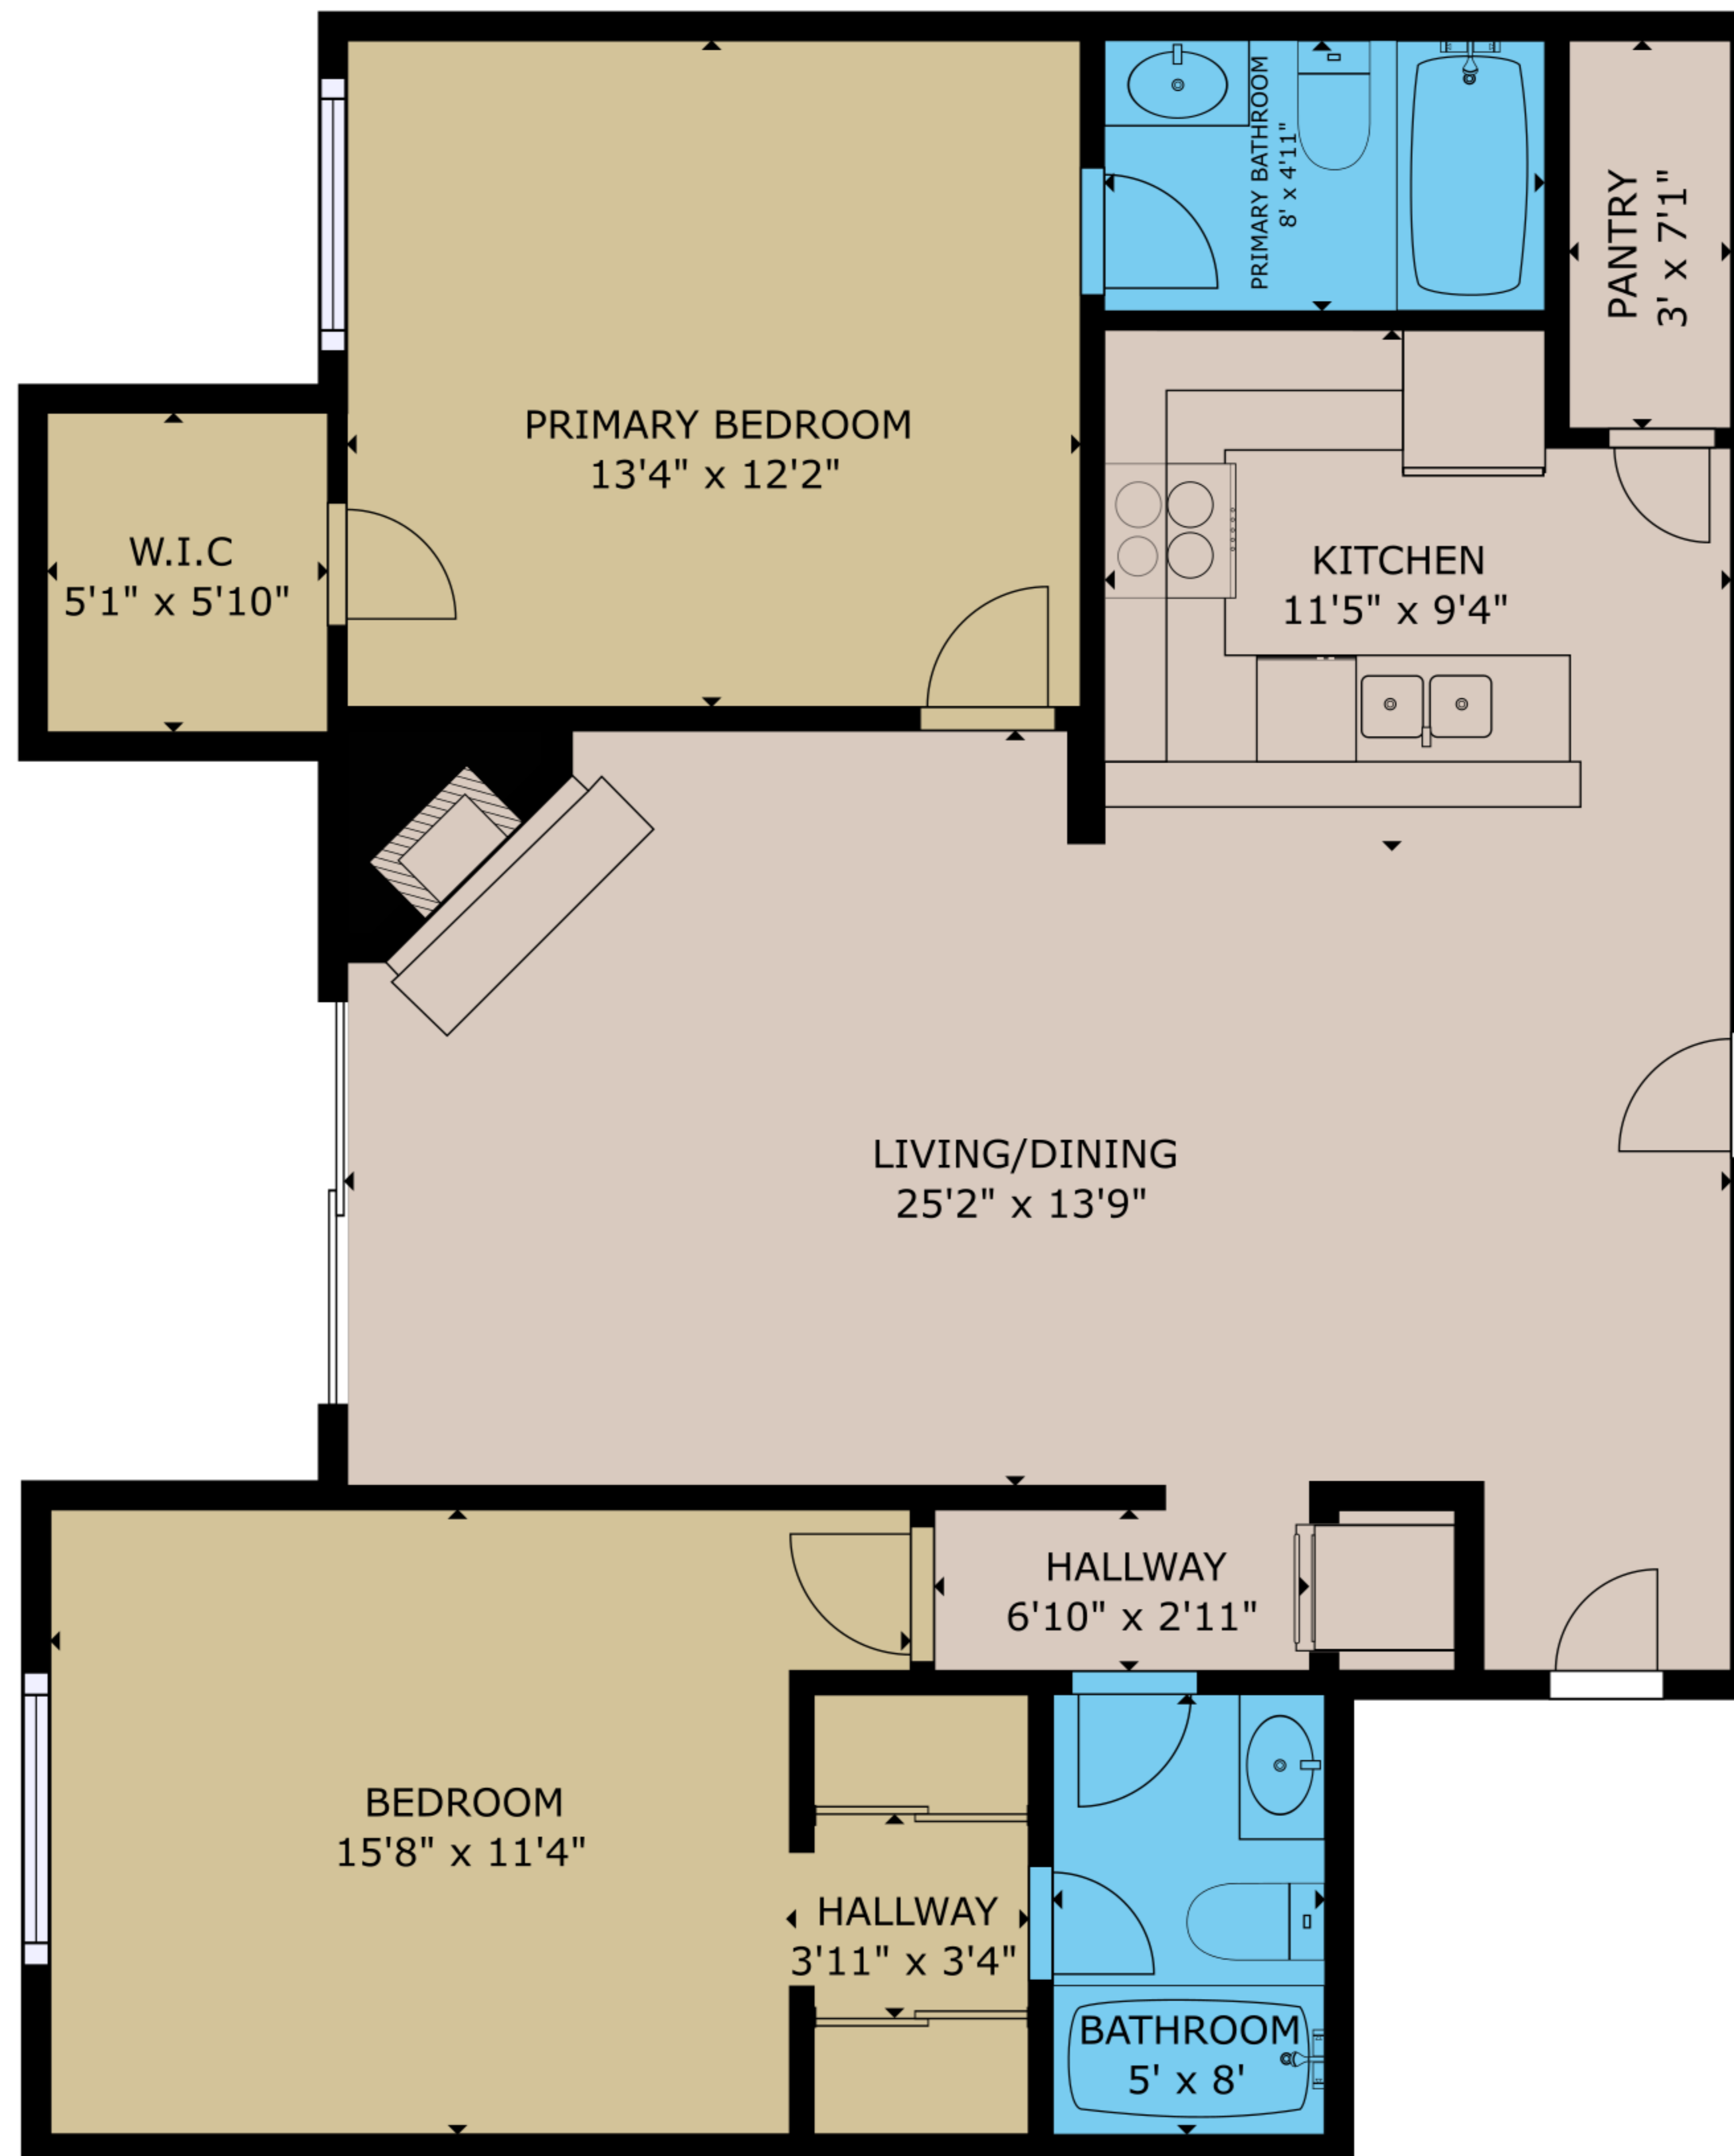 PRIMARY BATHROOM
8' x 4'11"
PANTRY
3' x 7'1"
PRIMARY BEDROOM
13'4" x 12'2"
W.I.C
5'1" x 5'10"
KITCHEN
11'5" x 9'4"
LIVING/DINING
25'2" x 13'9"
HALLWAY
6'10" x 2'11"
BEDROOM
15'8" x 11'4"
HALLWAY
3'11" x 3'4"
BATHROOM
5' x 8'